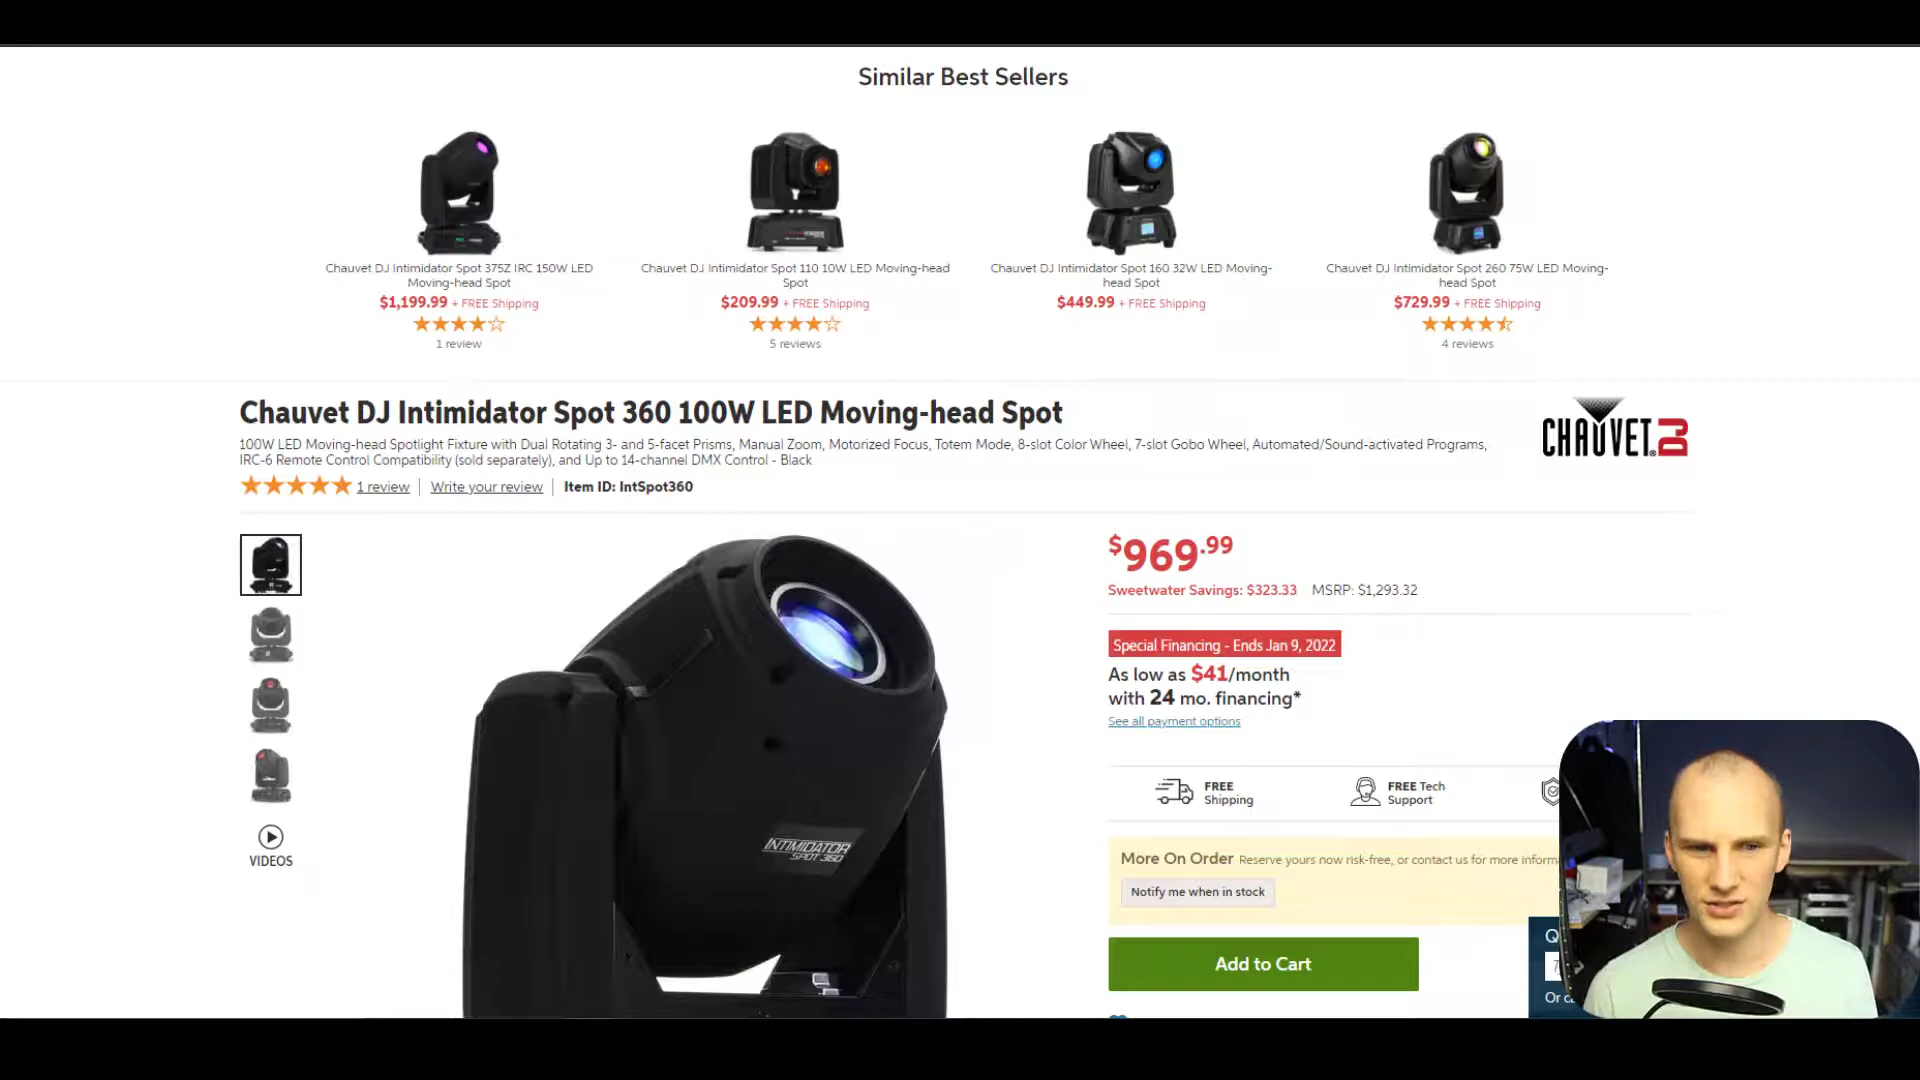 Similar Best Sellers
Chauvet DJ Intimidator Spot 375Z IRC 150W LED
Moving-head Spot
$1,199.99 + FREE Shipping
1 review
Chauvet DJ Intimidator Spot 110 10W LED Moving-head
Spot
$209.99 + FREE Shipping
5 reviews
Chauvet DJ Intimidator Spot 160 32W LED Moving-
head Spot
$449.99 + FREE Shipping
Chauvet DJ Intimidator Spot 260 75W LED Moving-
head Spot
$729.99 + FREE Shipping
4 reviews
Chauvet DJ Intimidator Spot 360 100W LED Moving-head Spot
100W LED Moving-head Spotlight Fixture with Dual Rotating 3- and 5-facet Prisms, Manual Zoom, Motorized Focus, Totem Mode, 8-slot Color Wheel, 7-slot Gobo Wheel, Automated/Sound-activated Programs,
IRC-6 Remote Control Compatibility (sold separately), and Up to 14-channel DMX Control - Black
1 review | Write your review | Item ID: IntSpot360
CHAUVET DJ
VIDEOS
INTIMIDATOR
SPOT 360
$969.99
Sweetwater Savings: $323.33 MSRP: $1,293.32
Special Financing - Ends Jan 9, 2022
As low as $41/month
with 24 mo. financing*
See all payment options
FREE
Shipping
FREE Tech
Support
More On Order Reserve yours now risk-free, or contact us for more
Notify me when in stock
Add to Cart
Or